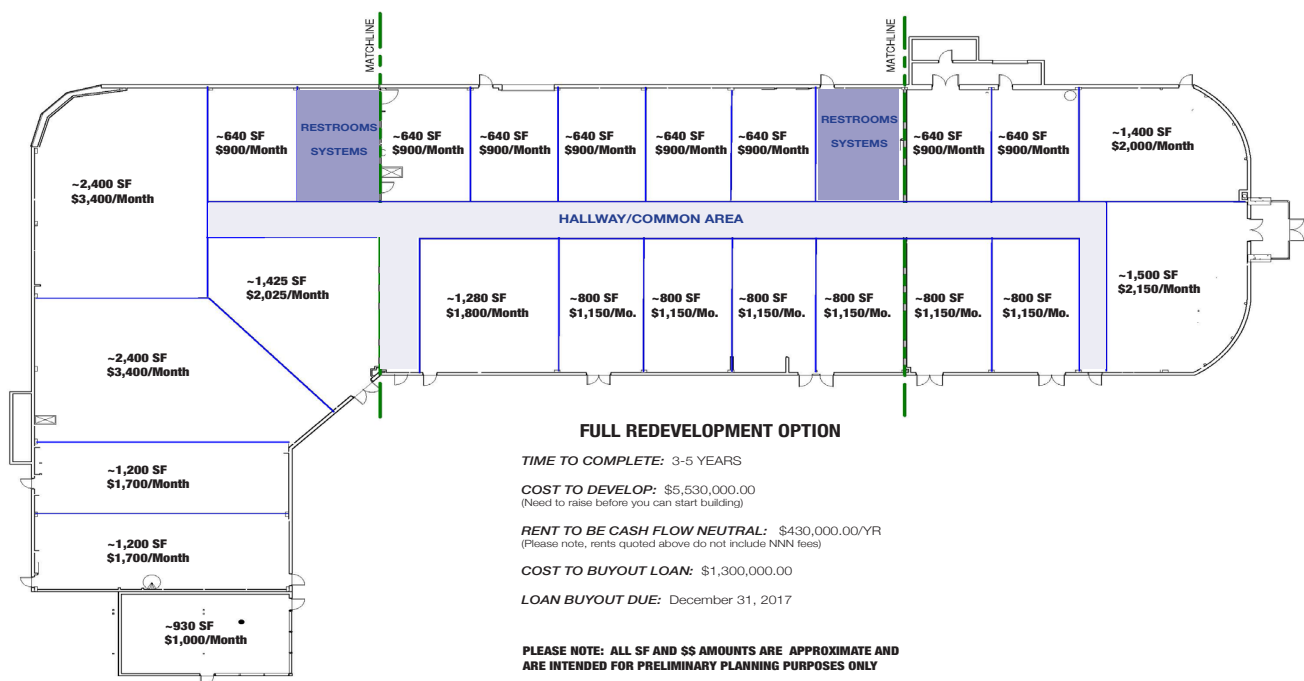 MATCHLINE
MATCHLINE
~640 SF
$900/Month
RESTROOMS
SYSTEMS
~640 SF
$900/Month
~640 SF
$900/Month
~640 SF
$900/Month
~640 SF
$900/Month
~640 SF
$900/Month
RESTROOMS
SYSTEMS
~640 SF
$900/Month
~640 SF
$900/Month
~1,400 SF
$2,000/Month
~2,400 SF
$3,400/Month
HALLWAY/COMMON AREA
~1,425 SF
$2,025/Month
~1,280 SF
$1,800/Month
~800 SF
$1,150/Mo.
~800 SF
$1,150/Mo.
~800 SF
$1,150/Mo.
~800 SF
$1,150/Mo.
~800 SF
$1,150/Mo.
~800 SF
$1,150/Mo.
~1,500 SF
$2,150/Month
~2,400 SF
$3,400/Month
~1,200 SF
$1,700/Month
~1,200 SF
$1,700/Month
~930 SF
$1,000/Month
FULL REDEVELOPMENT OPTION
TIME TO COMPLETE: 3-5 YEARS
COST TO DEVELOP: $5,530,000.00
(Need to raise before you can start building)
RENT TO BE CASH FLOW NEUTRAL: $430,000.00/YR
(Please note, rents quoted above do not include NNN fees)
COST TO BUYOUT LOAN: $1,300,000.00
LOAN BUYOUT DUE: December 31, 2017
PLEASE NOTE: ALL SF AND $$ AMOUNTS ARE APPROXIMATE AND
ARE INTENDED FOR PRELIMINARY PLANNING PURPOSES ONLY